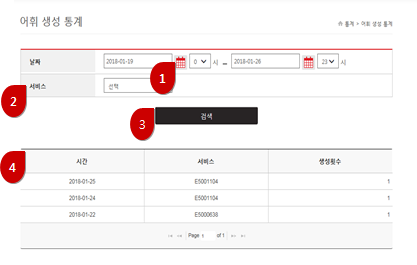 어휘 생성 통계
통계 > 어휘 생성 통계
날짜 2018-01-19 0 시 ~ 2018-01-26 23 시
1
서비스 선택
2
검색
3
4
시간 서비스 생성횟수
2018-01-25 E5001104 1
2018-01-24 E5001104 1
2018-01-22 E5000638 1
Page 1 of 1